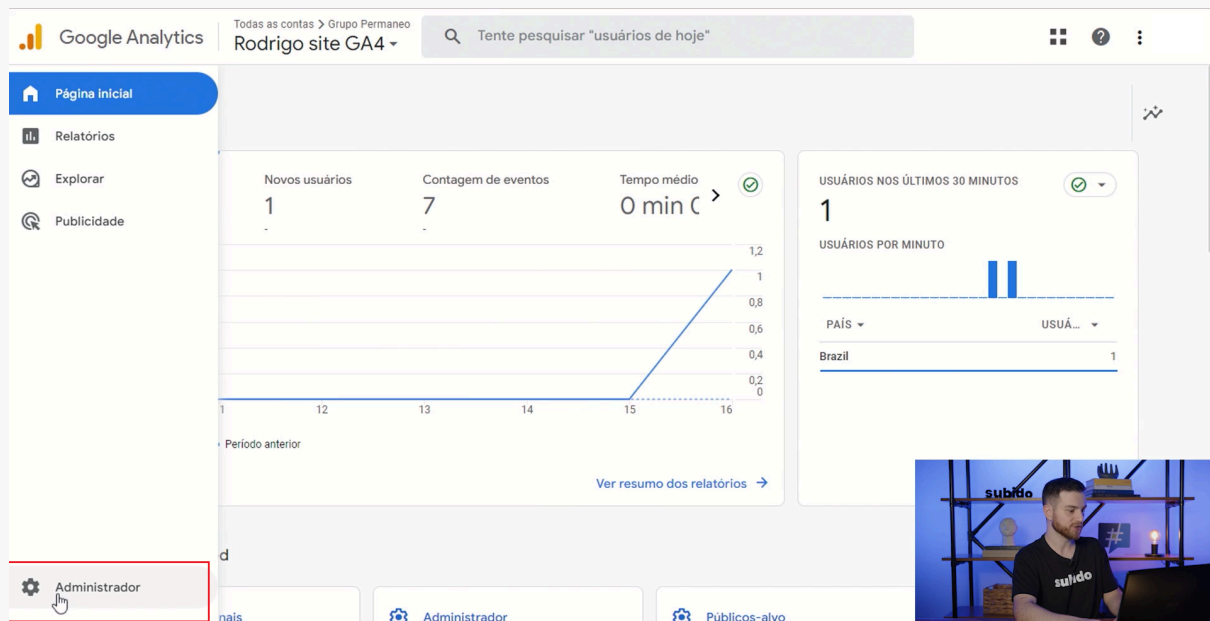 Google Analytics
Todas as contas > Grupo Permaneo
Rodrigo site GA4
Tente pesquisar "usuários de hoje"
Página inicial
Relatórios
Explorar
Publicidade
Administrador
Novos usuários
1
-
Contagem de eventos
7
-
Tempo médio
0 min
1,2
1
0,8
0,6
0,4
0,2
0
12
13
14
15
16
Período anterior
Ver resumo dos relatórios
USUÁRIOS NOS ÚLTIMOS 30 MINUTOS
1
USUÁRIOS POR MINUTO
PAÍS
USUÁ...
Brazil
1
Administrador
Públicos-alvo
subido
#
subido